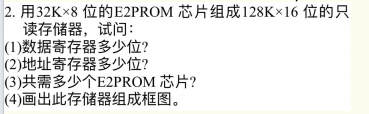 2. 用32K×8 位的E2PROM 芯片组成128K×16 位的只
读存储器，试问：
(1)数据寄存器多少位?
(2)地址寄存器多少位?
(3)共需多少个E2PROM 芯片?
(4)画出此存储器组成框图。